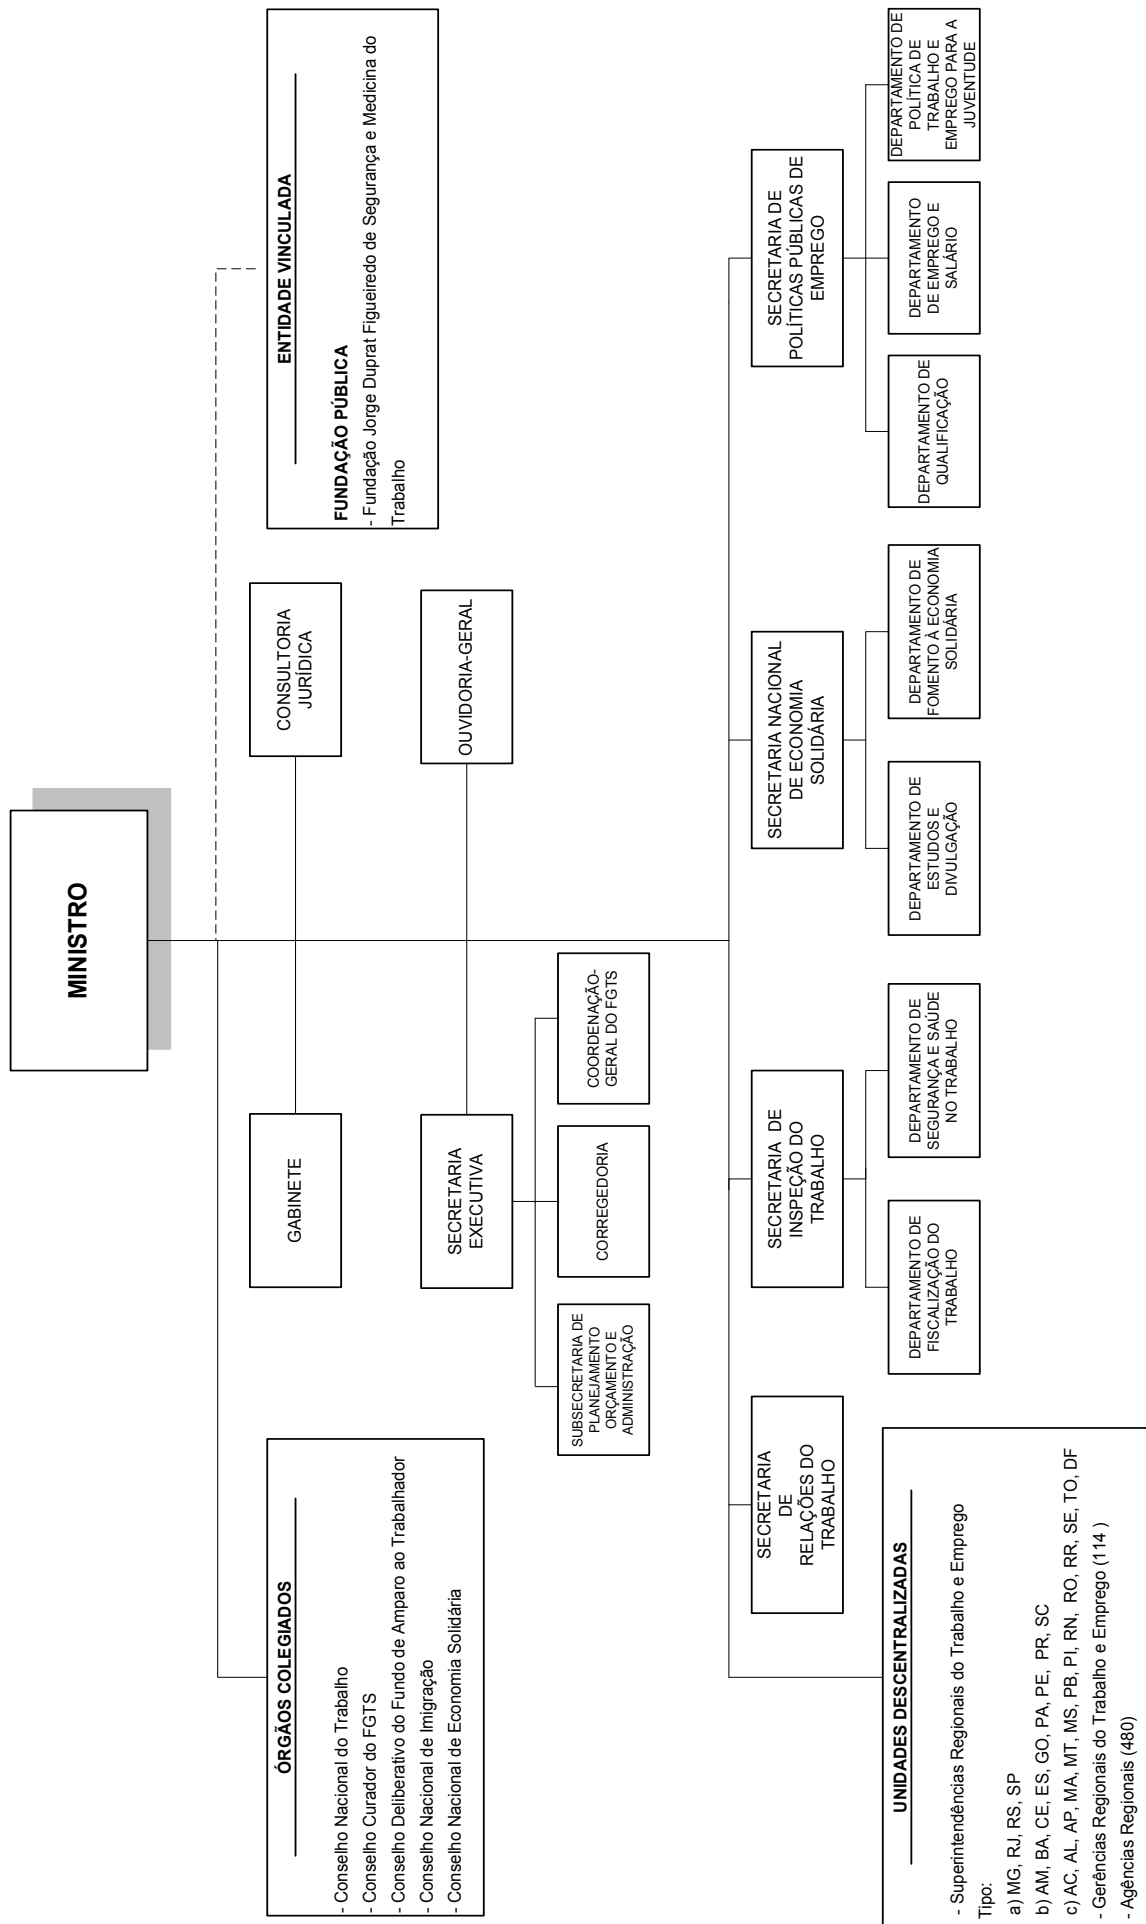 MINISTRO
ÓRGÃOS COLEGIADOS
- Conselho Nacional do Trabalho
- Conselho Curador do FGTS
- Conselho Deliberativo do Fundo de Amparo ao Trabalhador
- Conselho Nacional de Imigração
- Conselho Nacional de Economia Solidária
GABINETE
CONSULTORIA
JURÍDICA
ENTIDADE VINCULADA
FUNDAÇÃO PÚBLICA
- Fundação Jorge Duprat Figueiredo de Segurança e Medicina do
Trabalho
SECRETARIA
EXECUTIVA
OUVIDORIA-GERAL
SUBSECRETARIA DE
PLANEJAMENTO
ORÇAMENTO E
ADMINISTRAÇÃO
CORREGEDORIA
COORDENAÇÃO-
GERAL DO FGTS
SECRETARIA
DE
RELAÇÕES DO
TRABALHO
SECRETARIA DE
INSPEÇÃO DO
TRABALHO
SECRETARIA NACIONAL
DE ECONOMIA
SOLIDÁRIA
SECRETARIA DE
POLÍTICAS PÚBLICAS DE
EMPREGO
UNIDADES DESCENTRALIZADAS
- Superintendências Regionais do Trabalho e Emprego
Tipo:
a) MG, RJ, RS, SP
b) AM, BA, CE, ES, GO, PA, PE, PR, SC
c) AC, AL, AP, MA, MT, MS, PB, PI, RN, RO, RR, SE, TO, DF
- Gerências Regionais do Trabalho e Emprego (114 )
- Agências Regionais (480)
DEPARTAMENTO DE
FISCALIZAÇÃO DO
TRABALHO
DEPARTAMENTO DE
SEGURANÇA E SAÚDE
NO TRABALHO
DEPARTAMENTO DE
ESTUDOS E
DIVULGAÇÃO
DEPARTAMENTO DE
FOMENTO À ECONOMIA
SOLIDÁRIA
DEPARTAMENTO DE
QUALIFICAÇÃO
DEPARTAMENTO
DE EMPREGO E
SALÁRIO
DEPARTAMENTO DE
POLÍTICA DE
TRABALHO E
EMPREGO PARA A
JUVENTUDE